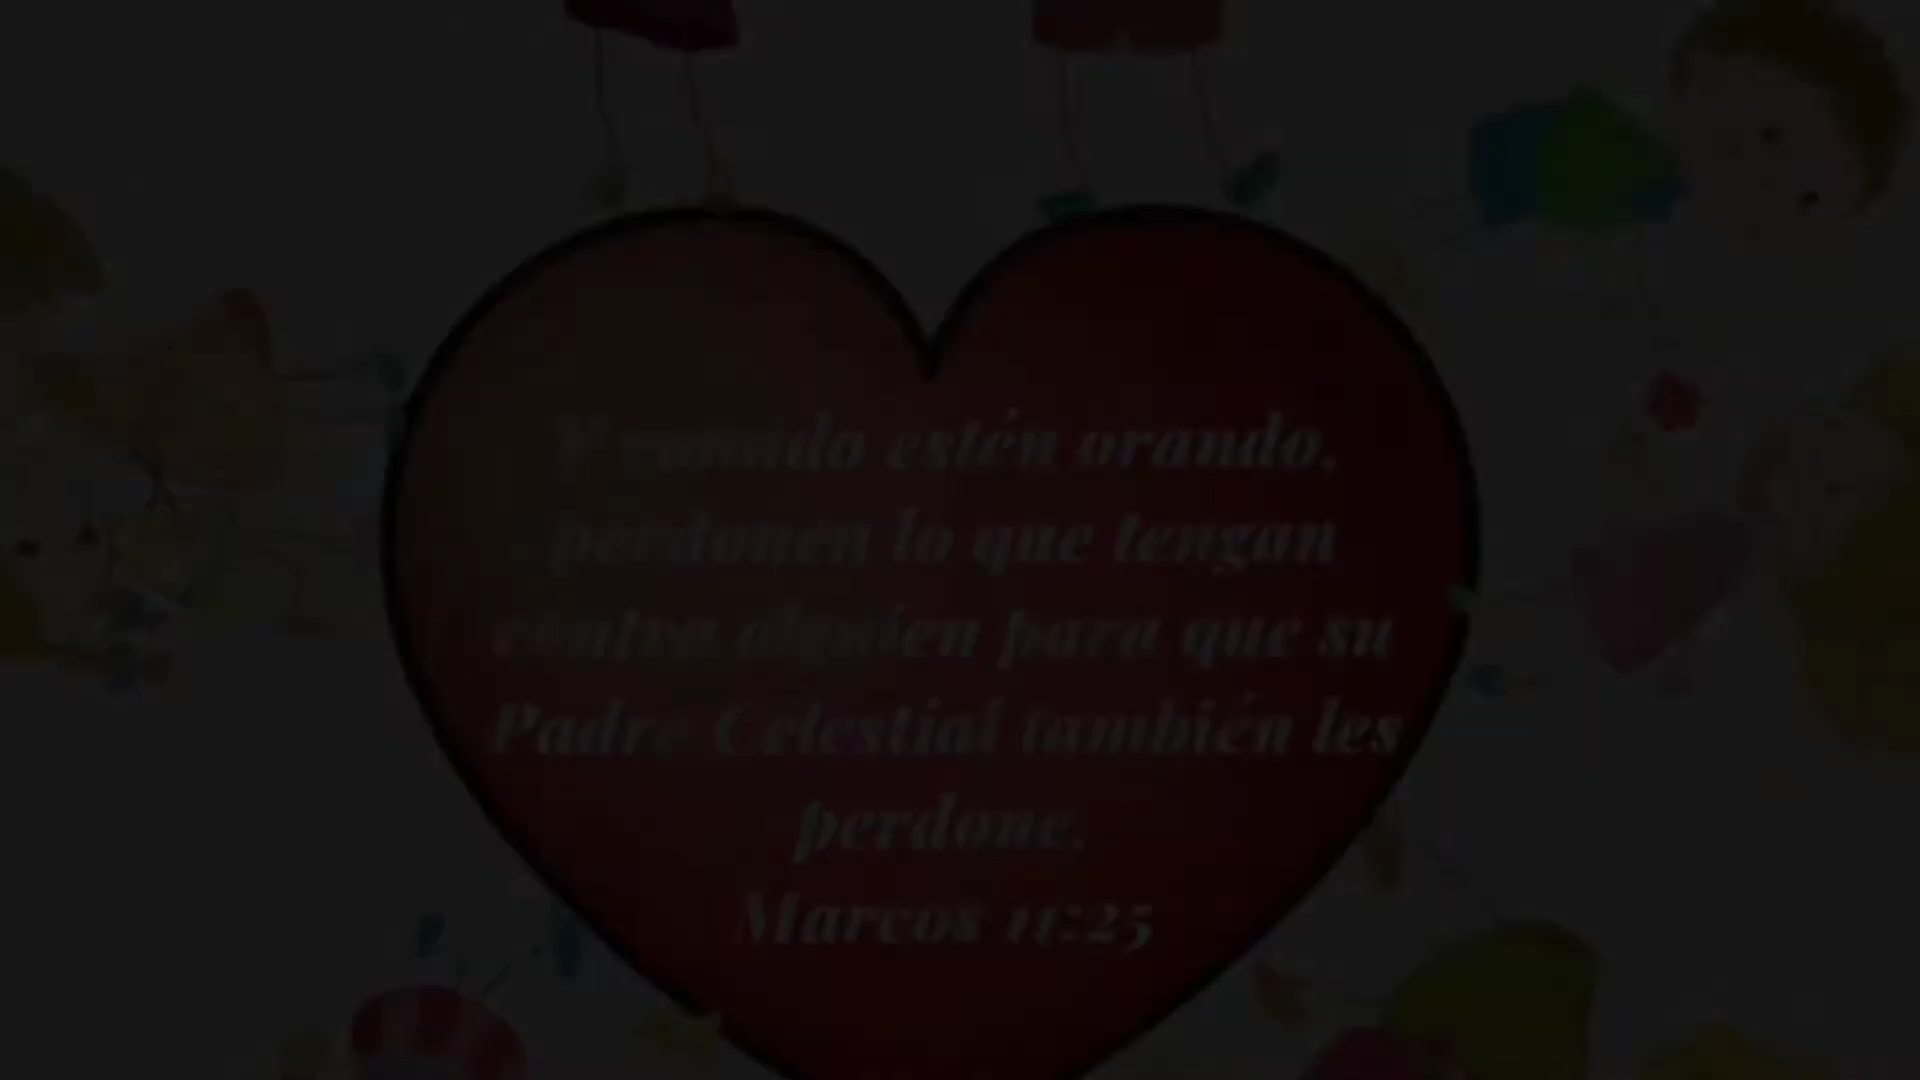 Y cuando estén orando,
perdonen lo que tengan
contra alguien para que su
Padre Celestial también les
perdone.
Marcos 11:25